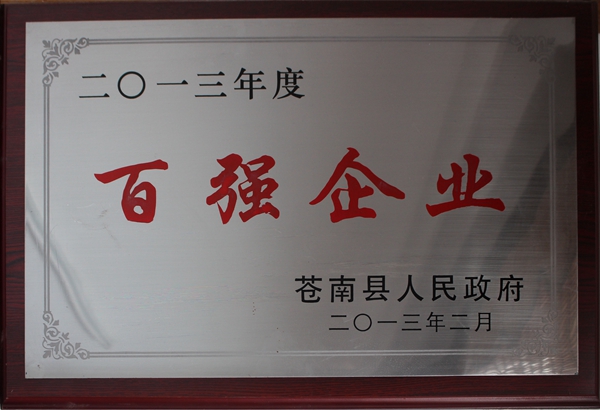 二〇一三年度
百强企业
苍南县人民政府
二〇一三年二月